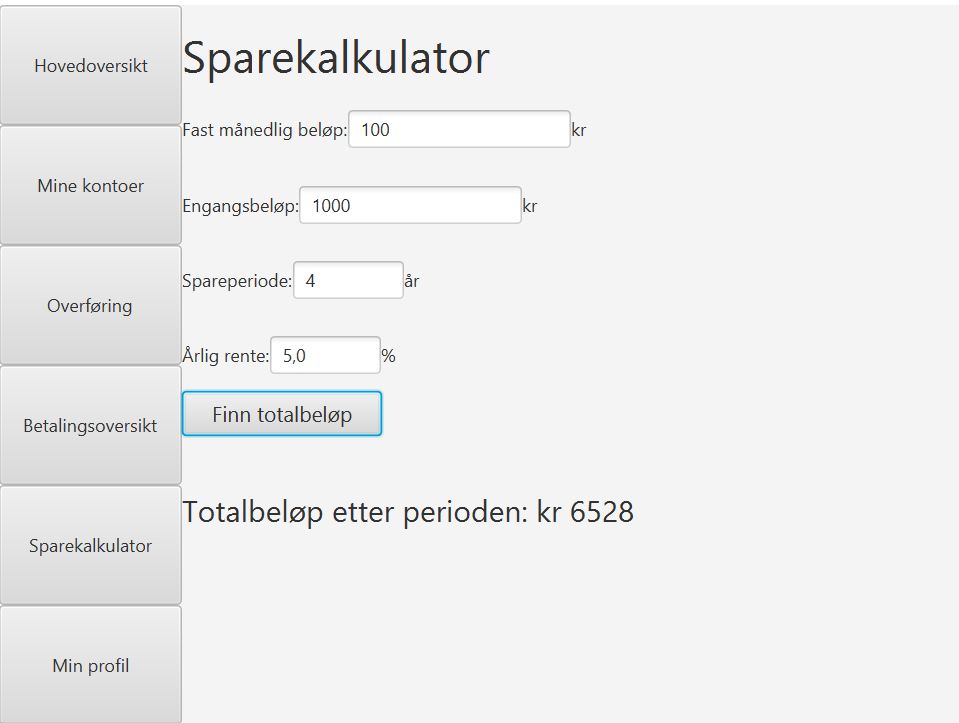 Hovedoversikt
Mine kontoer
Overføring
Betalingsoversikt
Sparekalkulator
Min profil
Sparekalkulator
Fast månedlig beløp: 100 kr
Engangsbeløp: 1000 kr
Spareperiode: 4 år
Årlig rente: 5,0 %
Finn totalbeløp
Totalbeløp etter perioden: kr 6528